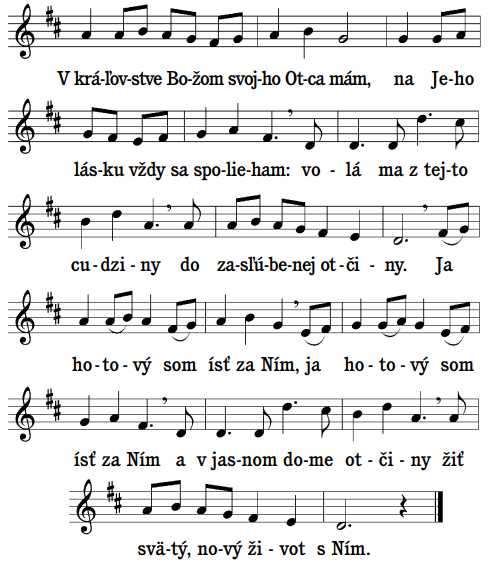 V krá-ľov-stve Bo-žom svoj-ho Ot-ca mám, na Je-ho
lás-ku vždy sa spo-lie-ham: vo - lá ma z tej-to
cu-dzi-ny do za-sľú-be-nej ot-či - ny. Ja
ho-to-vý som ísť za Ním, ja ho-to-vý som
ísť za Ním a v jas-nom do-me ot-či-ny žiť
svä-tý, no-vý ži-vot s Ním.